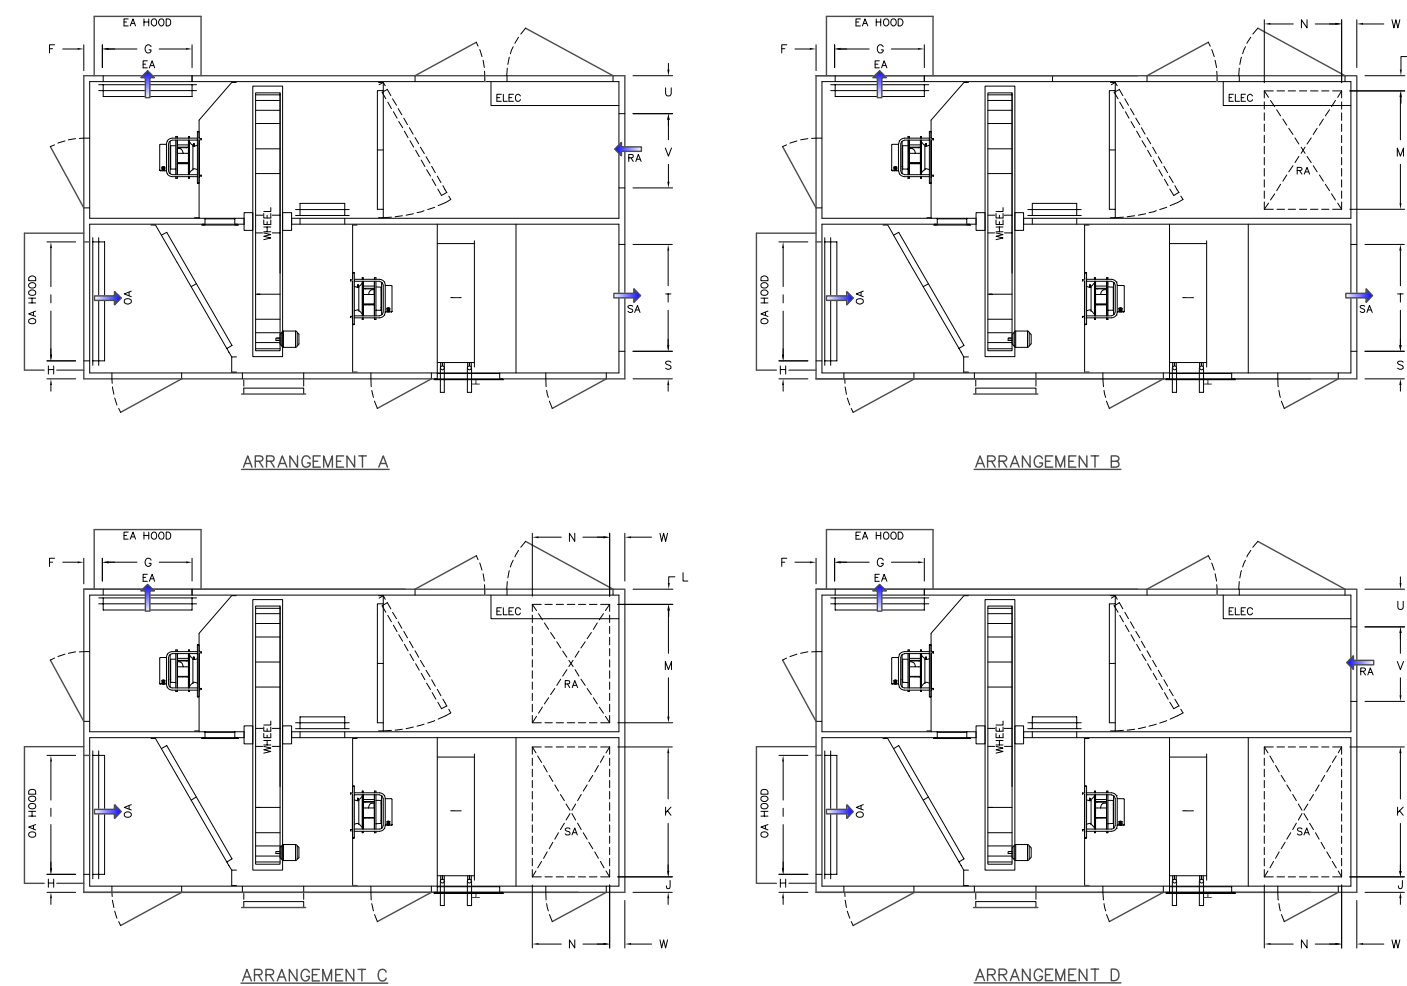 EA HOOD
F
G
EA
U
ELEC
V
RA
WHEEL
OA HOOD
OA
T
SA
H
S
ARRANGEMENT A
EA HOOD
N
W
F
G
EA
ELEC
M
RA
WHEEL
OA HOOD
OA
T
SA
H
S
ARRANGEMENT B
EA HOOD
N
W
F
G
EA
L
ELEC
M
RA
WHEEL
OA HOOD
OA
K
SA
H
J
N
W
ARRANGEMENT C
EA HOOD
F
G
EA
U
ELEC
V
RA
WHEEL
OA HOOD
OA
K
SA
H
J
N
W
ARRANGEMENT D